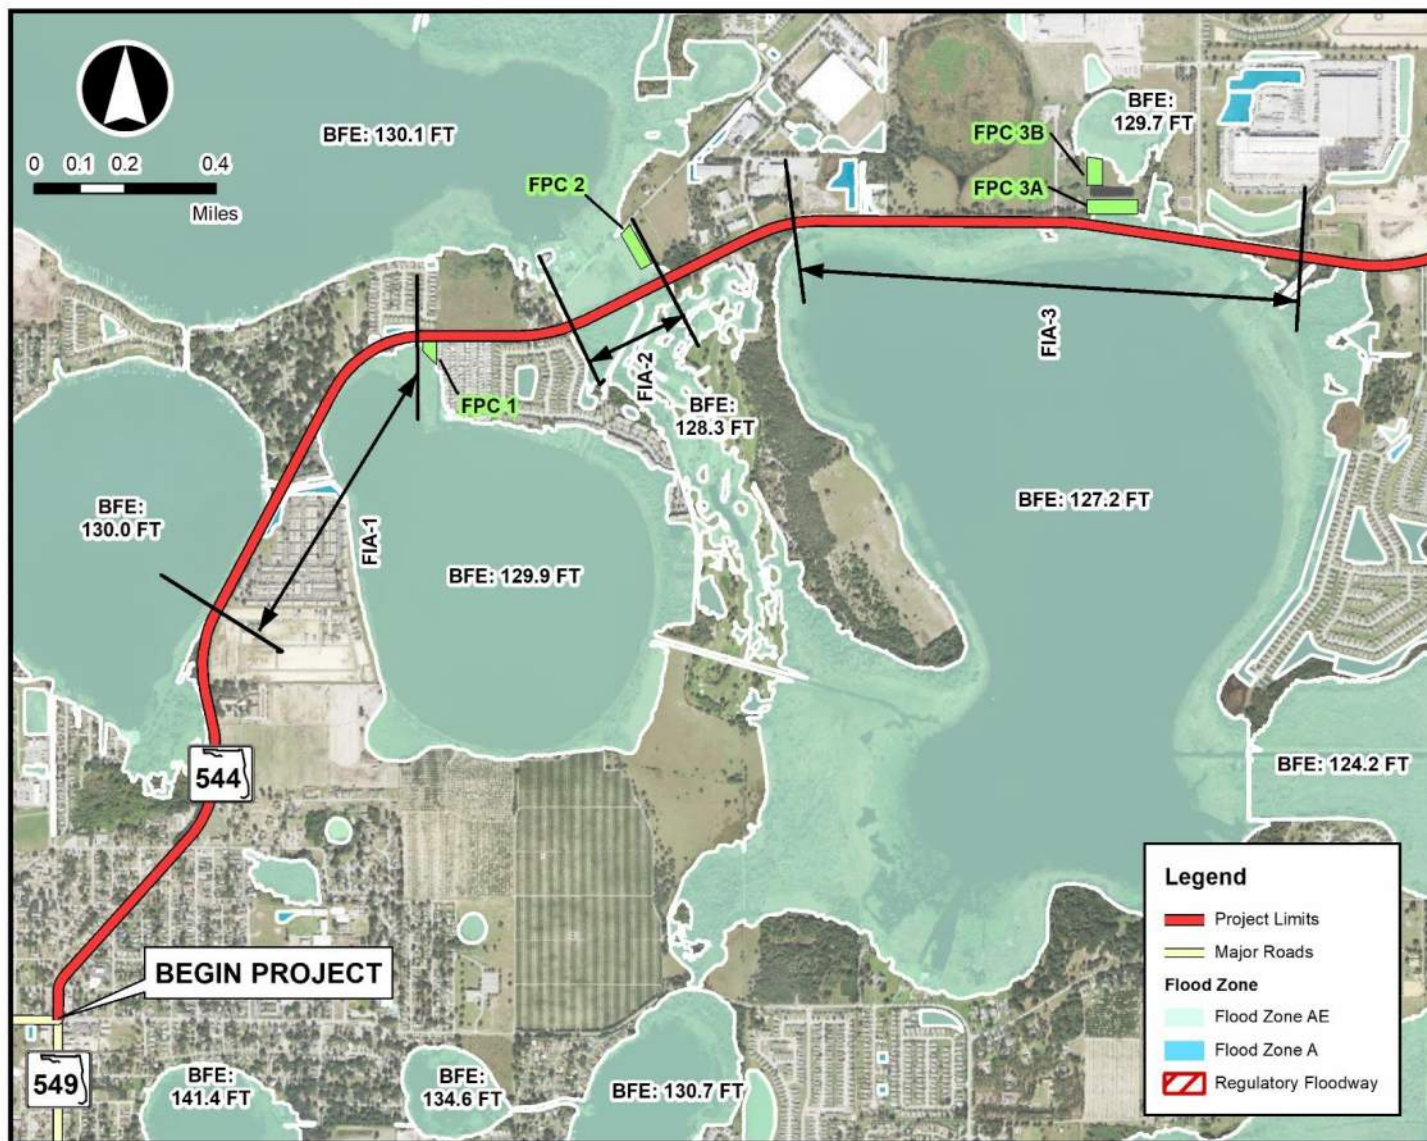 BFE: 130.1 FT
0 0.1 0.2 0.4
Miles
BFE:
129.7 FT
FPC 3B
FPC 3A
FPC 2
FIA-3
FIA-2
FPC 1
BFE:
128.3 FT
BFE:
130.0 FT
FIA-1
BFE: 129.9 FT
BFE: 127.2 FT
544
BFE: 124.2 FT
BEGIN PROJECT
549
BFE:
141.4 FT
BFE:
134.6 FT
BFE: 130.7 FT
Legend
Project Limits
Major Roads
Flood Zone
Flood Zone AE
Flood Zone A
Regulatory Floodway